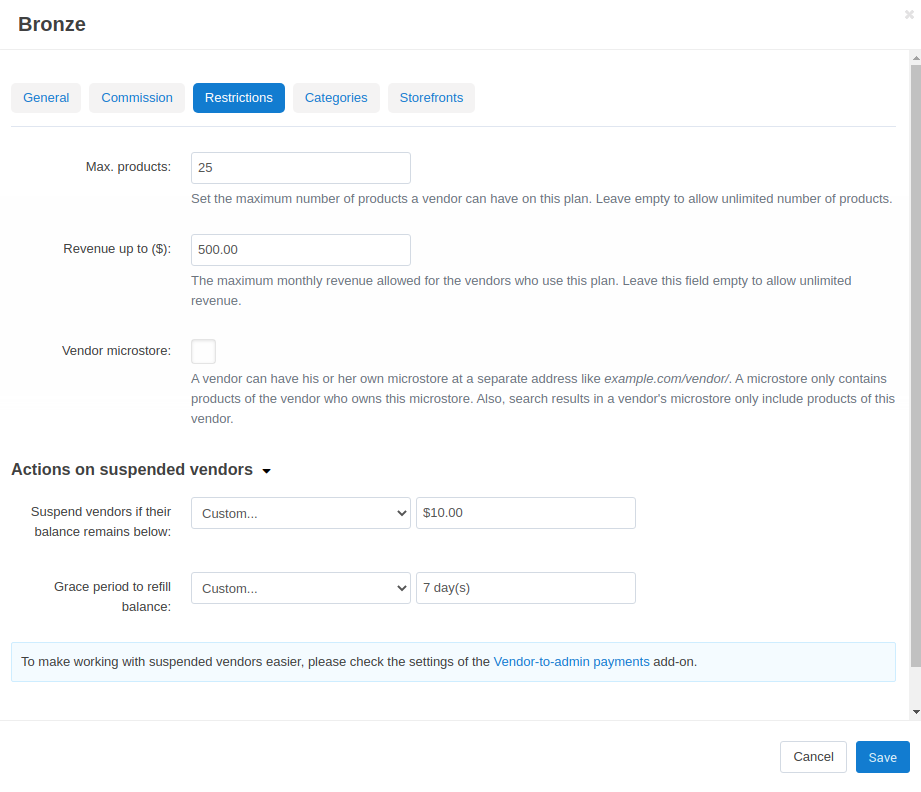 Bronze
×
General Commission Restrictions Categories Storefronts
Max. products: 25
Set the maximum number of products a vendor can have on this plan. Leave empty to allow unlimited number of products.
Revenue up to ($): 500.00
The maximum monthly revenue allowed for the vendors who use this plan. Leave this field empty to allow unlimited
revenue.
Vendor microstore:
A vendor can have his or her own microstore at a separate address like example.com/vendor/. A microstore only contains
products of the vendor who owns this microstore. Also, search results in a vendor's microstore only include products of this
vendor.
Actions on suspended vendors
Suspend vendors if their
balance remains below:
Custom... $10.00
Grace period to refill
balance:
Custom... 7 day(s)
To make working with suspended vendors easier, please check the settings of the Vendor-to-admin payments add-on.
Cancel Save